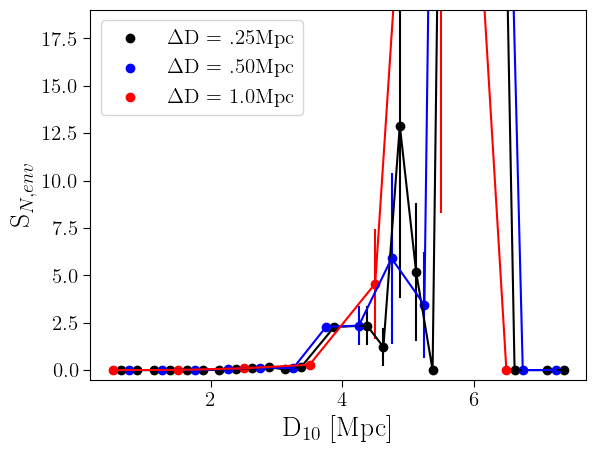 ΔD = .25Mpc
ΔD = .50Mpc
ΔD = 1.0Mpc
17.5
15.0
12.5
10.0
7.5
5.0
2.5
0.0
S_{N,env}
2 4 6
D_{10} [Mpc]